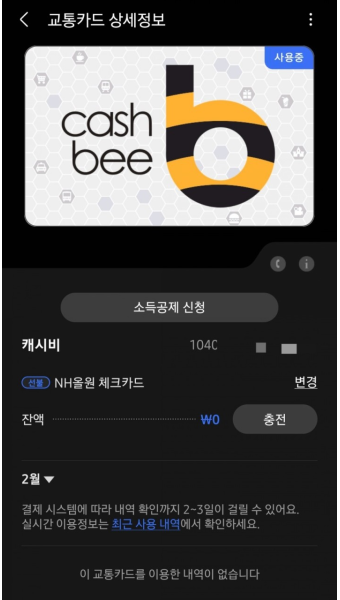 교통카드 상세정보
사용중
cash
bee
소득공제 신청
캐시비 1040
선불 NH올원 체크카드 변경
잔액 ₩0 충전
2월
결제 시스템에 따라 내역 확인까지 2~3일이 걸릴 수 있어요.
실시간 이용정보는 최근 사용 내역에서 확인하세요.
이 교통카드를 이용한 내역이 없습니다